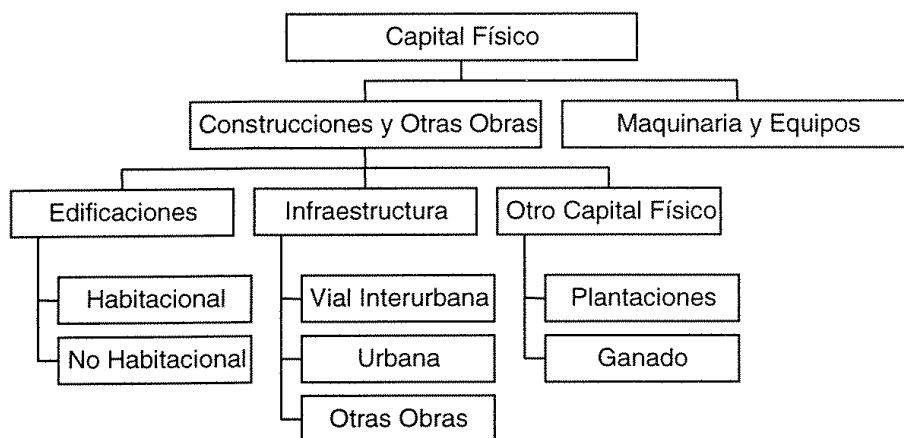 Capital Físico
Construcciones y Otras Obras
Maquinaria y Equipos
Edificaciones
Infraestructura
Otro Capital Físico
Habitacional
Vial Interurbana
Plantaciones
No Habitacional
Urbana
Ganado
Otras Obras